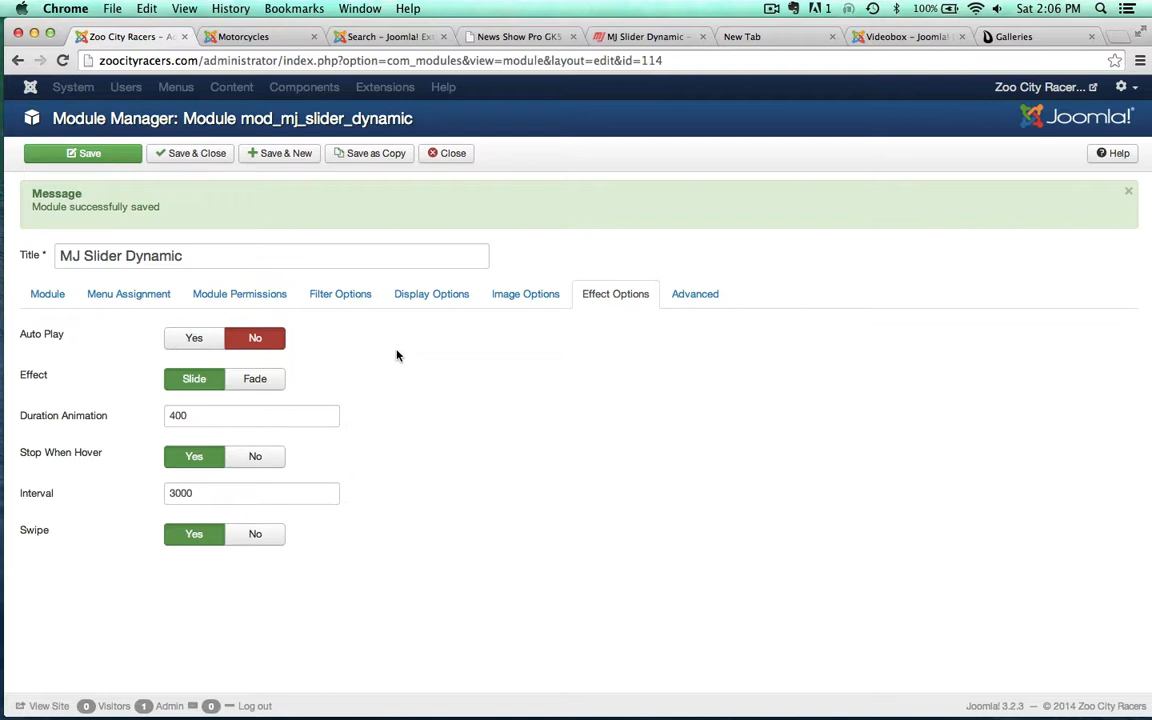 Chrome File Edit View History Bookmarks Window Help 1 100% Sat 2:06 PM
Zoo City Racers – Ac × Motorcycles × Search – Joomla! Ext × News Show Pro GK5 × MJ Slider Dynamic – × New Tab × Videobox – Joomla! E × Galleries ×
zoocityracers.com/administrator/index.php?option=com_modules&view=module&layout=edit&id=114
System Users Menus Content Components Extensions Help Zoo City Racer...
Module Manager: Module mod_mj_slider_dynamic Joomla!
Save Save & Close Save & New Save as Copy Close Help
Message ×
Module successfully saved
Title * MJ Slider Dynamic
Module Menu Assignment Module Permissions Filter Options Display Options Image Options Effect Options Advanced
Auto Play Yes No
Effect Slide Fade
Duration Animation 400
Stop When Hover Yes No
Interval 3000
Swipe Yes No
View Site 0 Visitors 1 Admin 0 Log out Joomla! 3.2.3 — © 2014 Zoo City Racers